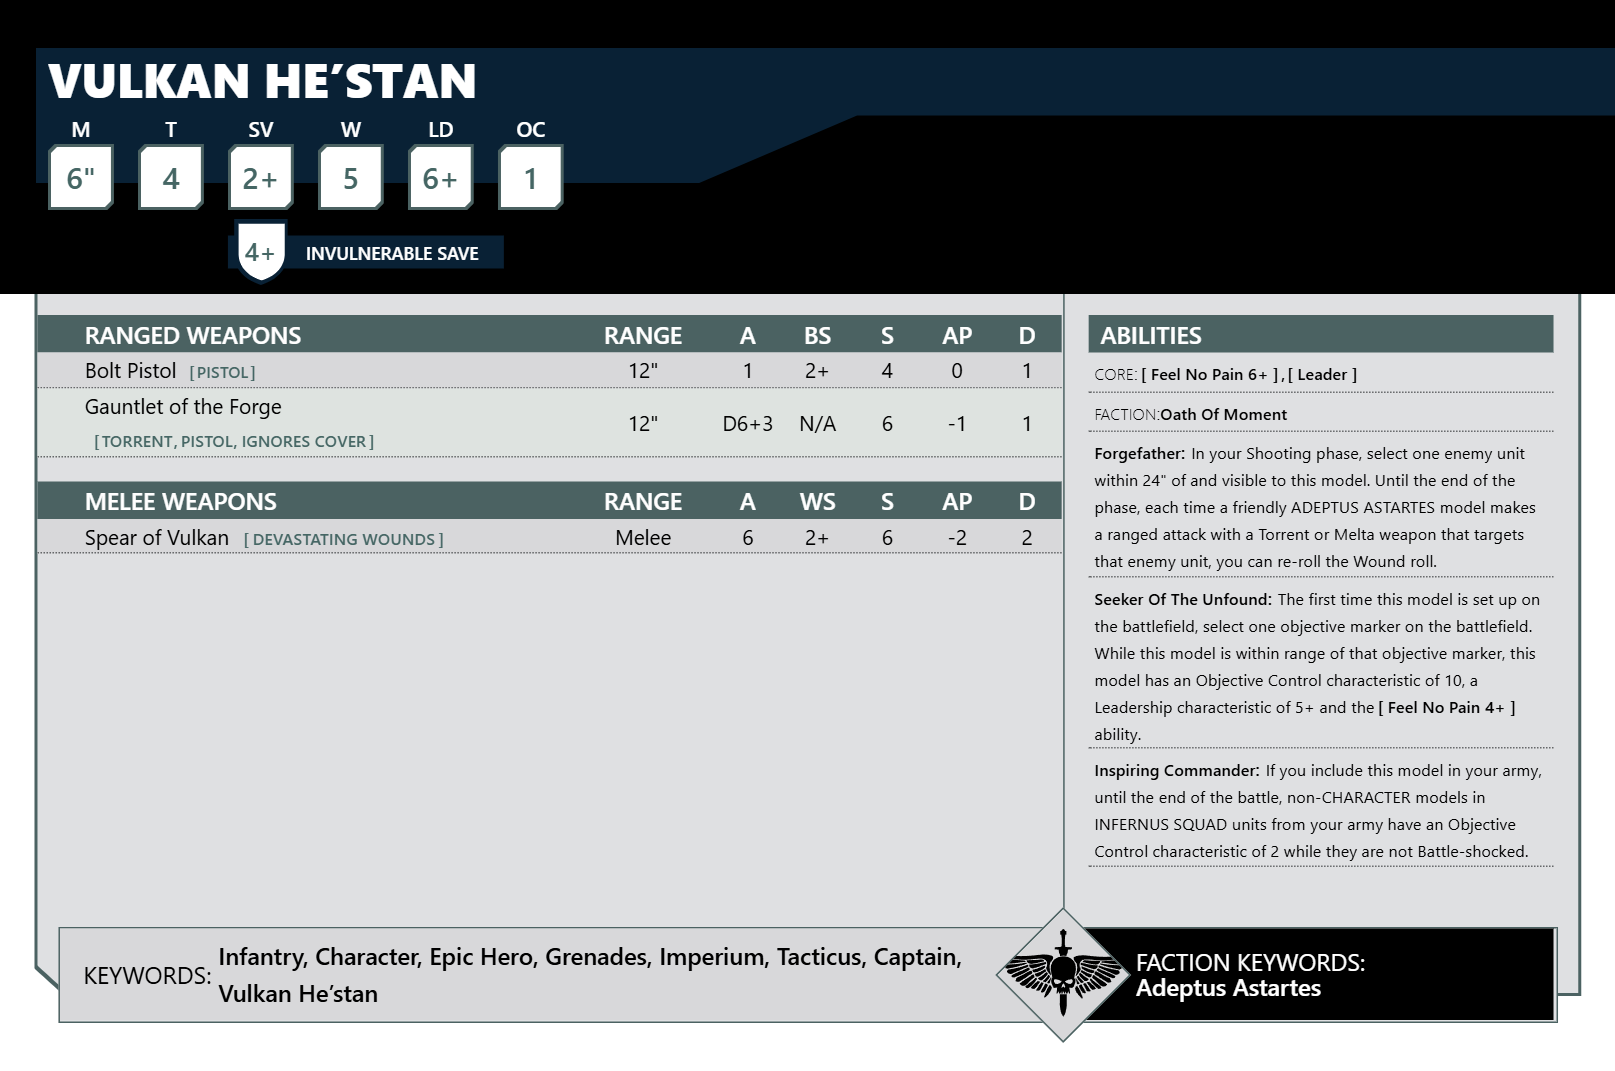 VULKAN HE’STAN
M T SV W LD OC
6" 4 2+ 5 6+ 1
4+ INVULNERABLE SAVE
RANGED WEAPONS RANGE A BS S AP D
Bolt Pistol [ PISTOL ] 12" 1 2+ 4 0 1
Gauntlet of the Forge
[ TORRENT, PISTOL, IGNORES COVER ] 12" D6+3 N/A 6 -1 1
MELEE WEAPONS RANGE A WS S AP D
Spear of Vulkan [ DEVASTATING WOUNDS ] Melee 6 2+ 6 -2 2
ABILITIES
CORE: [ Feel No Pain 6+ ] , [ Leader ]
FACTION:Oath Of Moment
Forgefather: In your Shooting phase, select one enemy unit
within 24" of and visible to this model. Until the end of the
phase, each time a friendly ADEPTUS ASTARTES model makes
a ranged attack with a Torrent or Melta weapon that targets
that enemy unit, you can re-roll the Wound roll.
Seeker Of The Unfound: The first time this model is set up on
the battlefield, select one objective marker on the battlefield.
While this model is within range of that objective marker, this
model has an Objective Control characteristic of 10, a
Leadership characteristic of 5+ and the [ Feel No Pain 4+ ]
ability.
Inspiring Commander: If you include this model in your army,
until the end of the battle, non-CHARACTER models in
INFERNUS SQUAD units from your army have an Objective
Control characteristic of 2 while they are not Battle-shocked.
KEYWORDS: Infantry, Character, Epic Hero, Grenades, Imperium, Tacticus, Captain,
Vulkan He’stan
FACTION KEYWORDS:
Adeptus Astartes